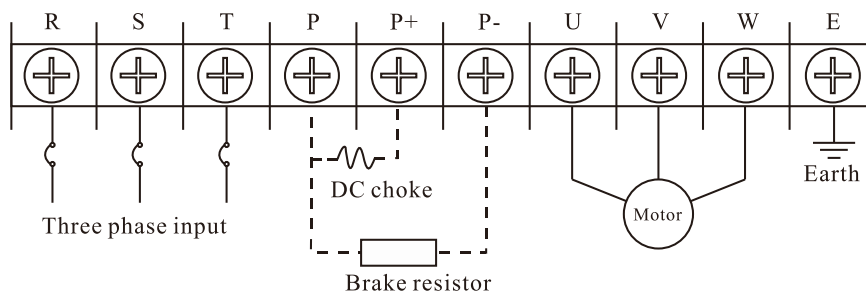 R S T P P+ P- U V W E
DC choke
Earth
Motor
Three phase input
Brake resistor